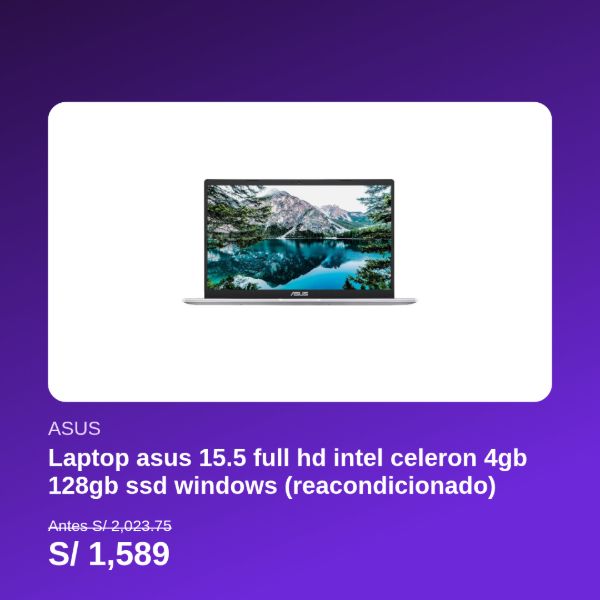 ASUS
ASUS
Laptop asus 15.5 full hd intel celeron 4gb
128gb ssd windows (reacondicionado)
Antes S/ 2,023.75
S/ 1,589